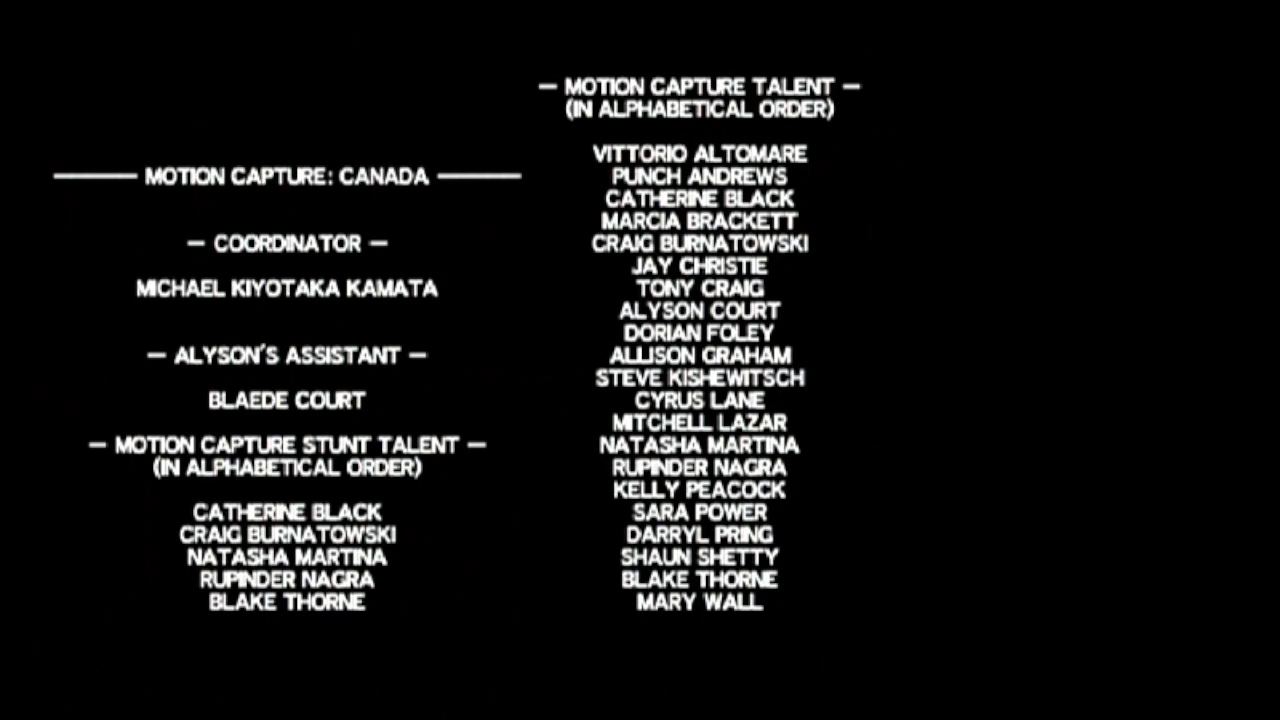 MOTION CAPTURE: CANADA
— COORDINATOR —
MICHAEL KIYOTAKA KAMATA
— ALYSON'S ASSISTANT —
BLAEDE COURT
— MOTION CAPTURE STUNT TALENT —
(IN ALPHABETICAL ORDER)
CATHERINE BLACK
CRAIG BURNATOWSKI
NATASHA MARTINA
RUPINDER NAGRA
BLAKE THORNE
— MOTION CAPTURE TALENT —
(IN ALPHABETICAL ORDER)
VITTORIO ALTOMARE
PUNCH ANDREWS
CATHERINE BLACK
MARCIA BRACKETT
CRAIG BURNATOWSKI
JAY CHRISTIE
TONY CRAIG
ALYSON COURT
DORIAN FOLEY
ALLISON GRAHAM
STEVE KISHEWITSCH
CYRUS LANE
MITCHELL LAZAR
NATASHA MARTINA
RUPINDER NAGRA
KELLY PEACOCK
SARA POWER
DARRYL PRING
SHAUN SHETTY
BLAKE THORNE
MARY WALL